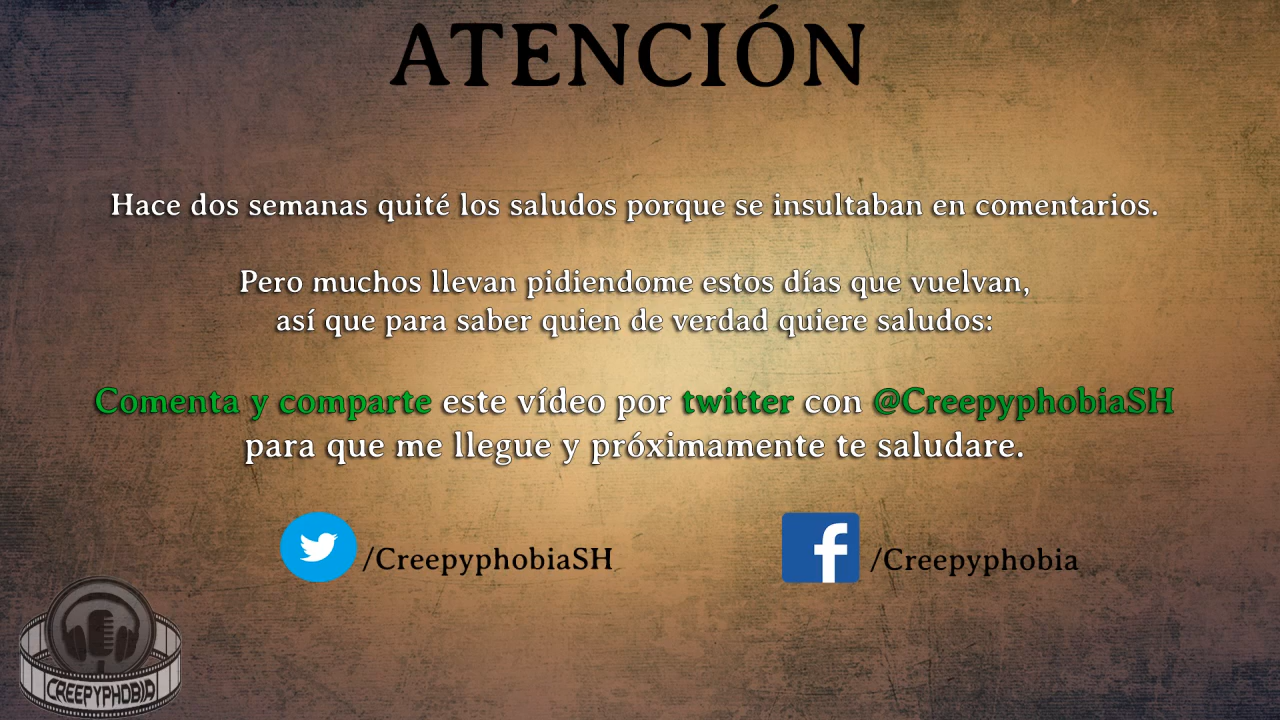 ATENCIÓN
Hace dos semanas quité los saludos porque se insultaban en comentarios.
Pero muchos llevan pidiendome estos días que vuelvan,
así que para saber quien de verdad quiere saludos:
Comenta y comparte este vídeo por twitter con @CreepyphobiaSH
para que me llegue y próximamente te saludare.
/CreepyphobiaSH
/Creepyphobia
CREEPYPHOBIA